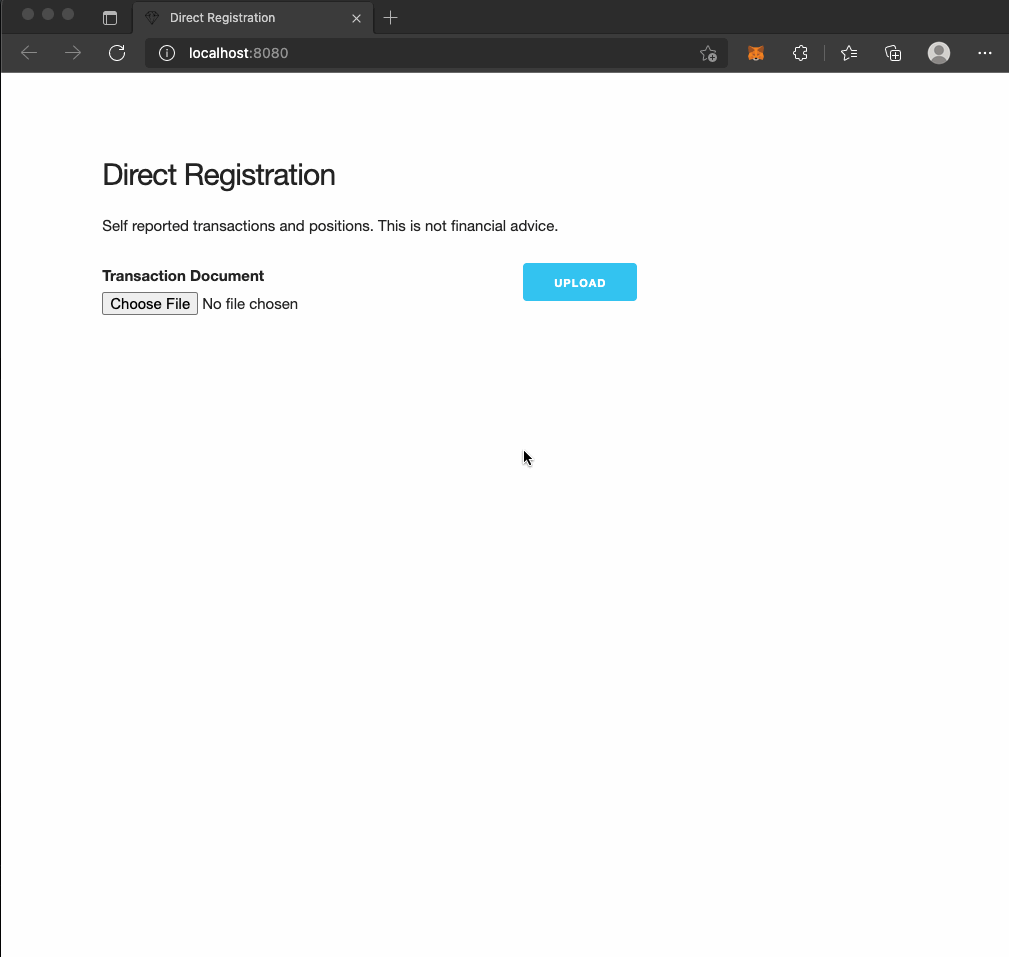 Direct Registration
localhost:8080
Direct Registration
Self reported transactions and positions. This is not financial advice.
Transaction Document
Choose File No file chosen
UPLOAD